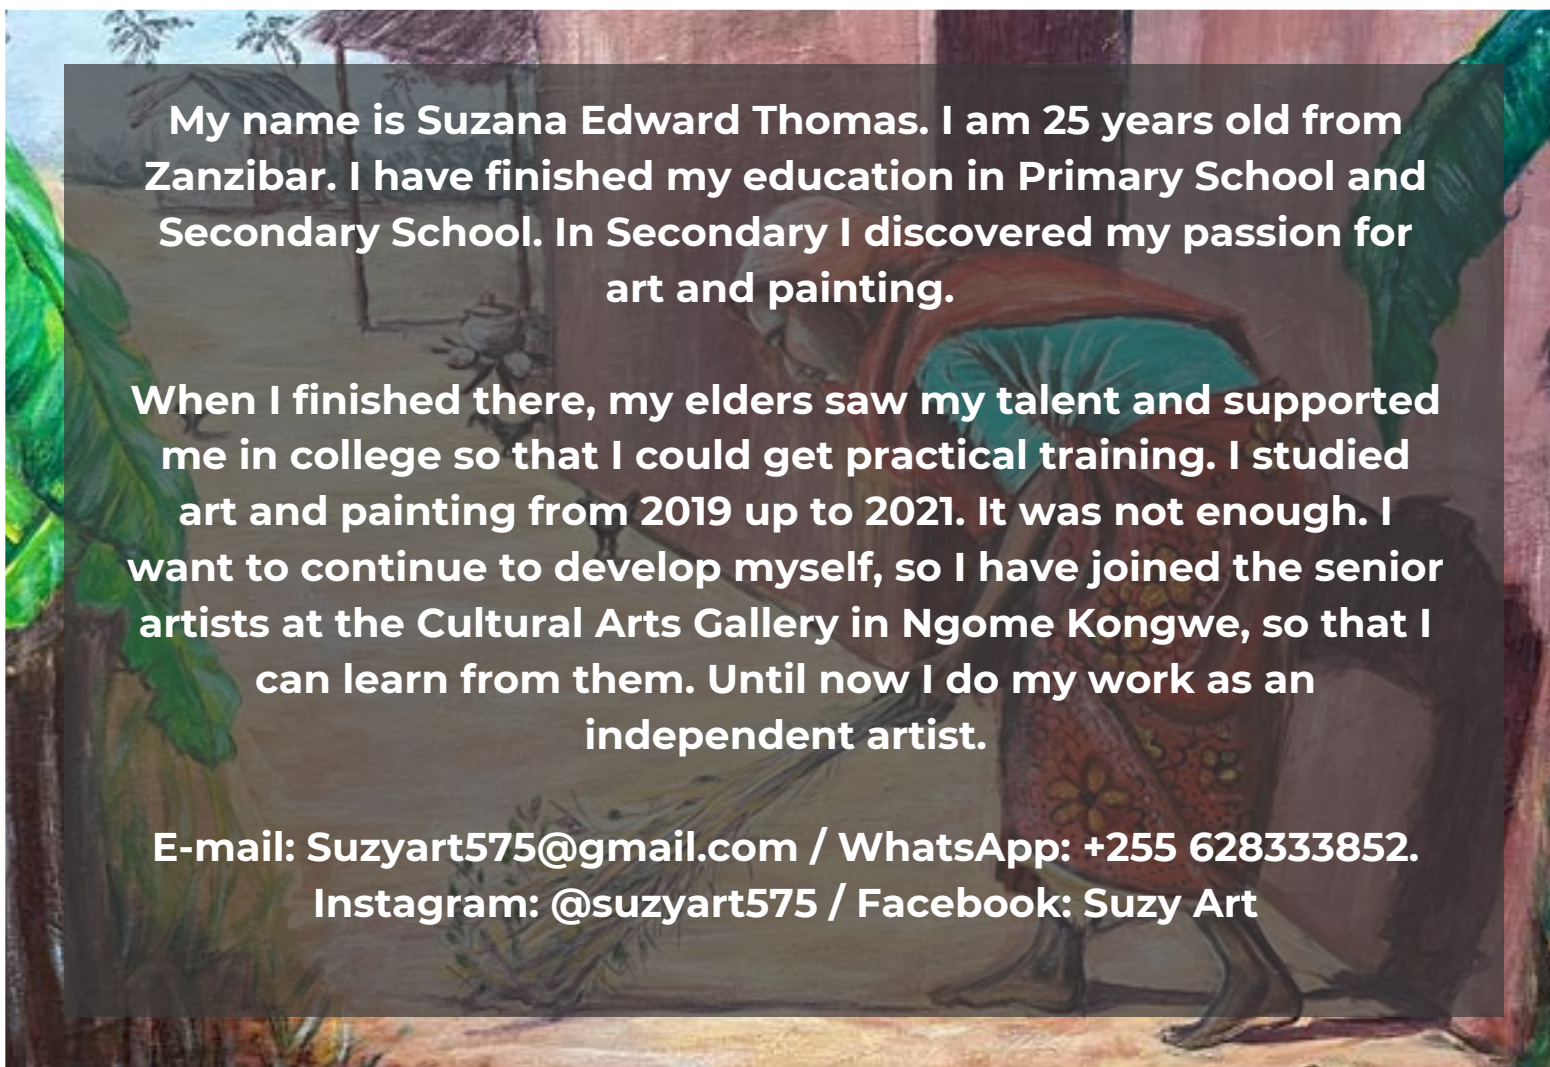 My name is Suzana Edward Thomas. I am 25 years old from
Zanzibar. I have finished my education in Primary School and
Secondary School. In Secondary I discovered my passion for
art and painting.
When I finished there, my elders saw my talent and supported
me in college so that I could get practical training. I studied
art and painting from 2019 up to 2021. It was not enough. I
want to continue to develop myself, so I have joined the senior
artists at the Cultural Arts Gallery in Ngome Kongwe, so that I
can learn from them. Until now I do my work as an
independent artist.
E-mail: Suzyart575@gmail.com / WhatsApp: +255 628333852.
Instagram: @suzyart575 / Facebook: Suzy Art